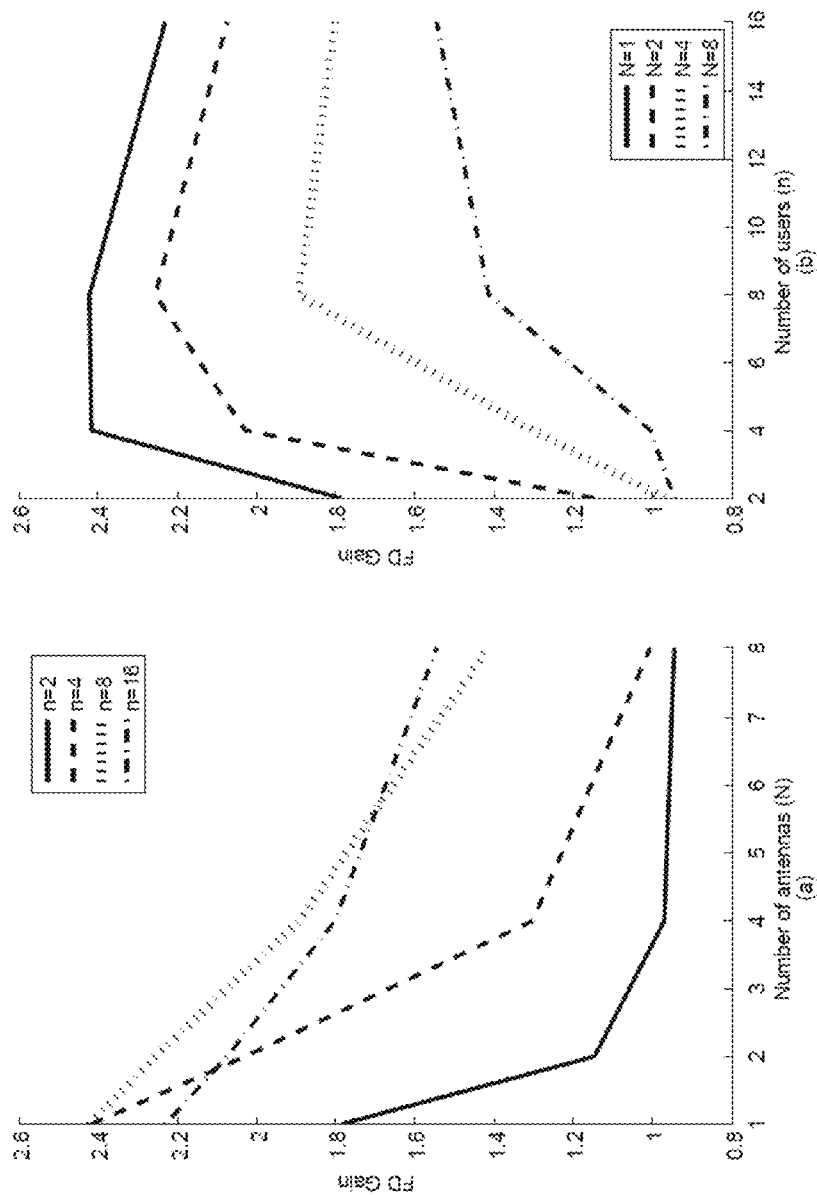 2.6
2.4
2.2
2
1.8
1.6
1.4
1.2
1
0.8
FD Gain
1
2
3
4
5
6
7
8
Number of antennas (N)
(a)
n=2
n=4
n=8
n=16
2.6
2.4
2.2
2
1.8
1.6
1.4
1.2
1
0.8
FD Gain
2
4
6
8
10
12
14
16
Number of users (n)
(b)
N=1
N=2
N=4
N=8